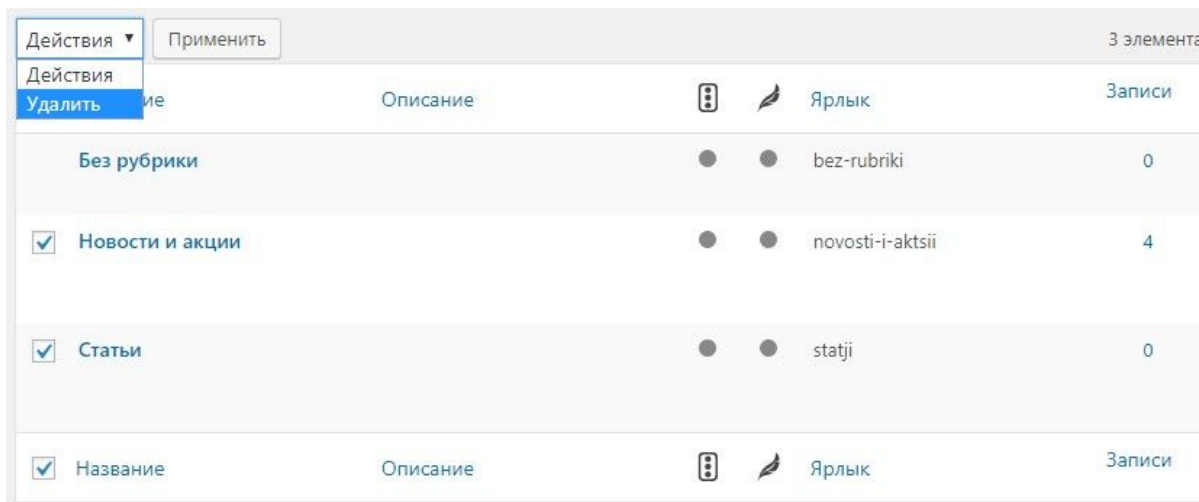 Действия Применить 3 элемента
Действия
Удалить
ие Описание Ярлык Записи
Без рубрики bez-rubriki 0
Новости и акции novosti-i-aktsii 4
Статьи statji 0
Название Описание Ярлык Записи